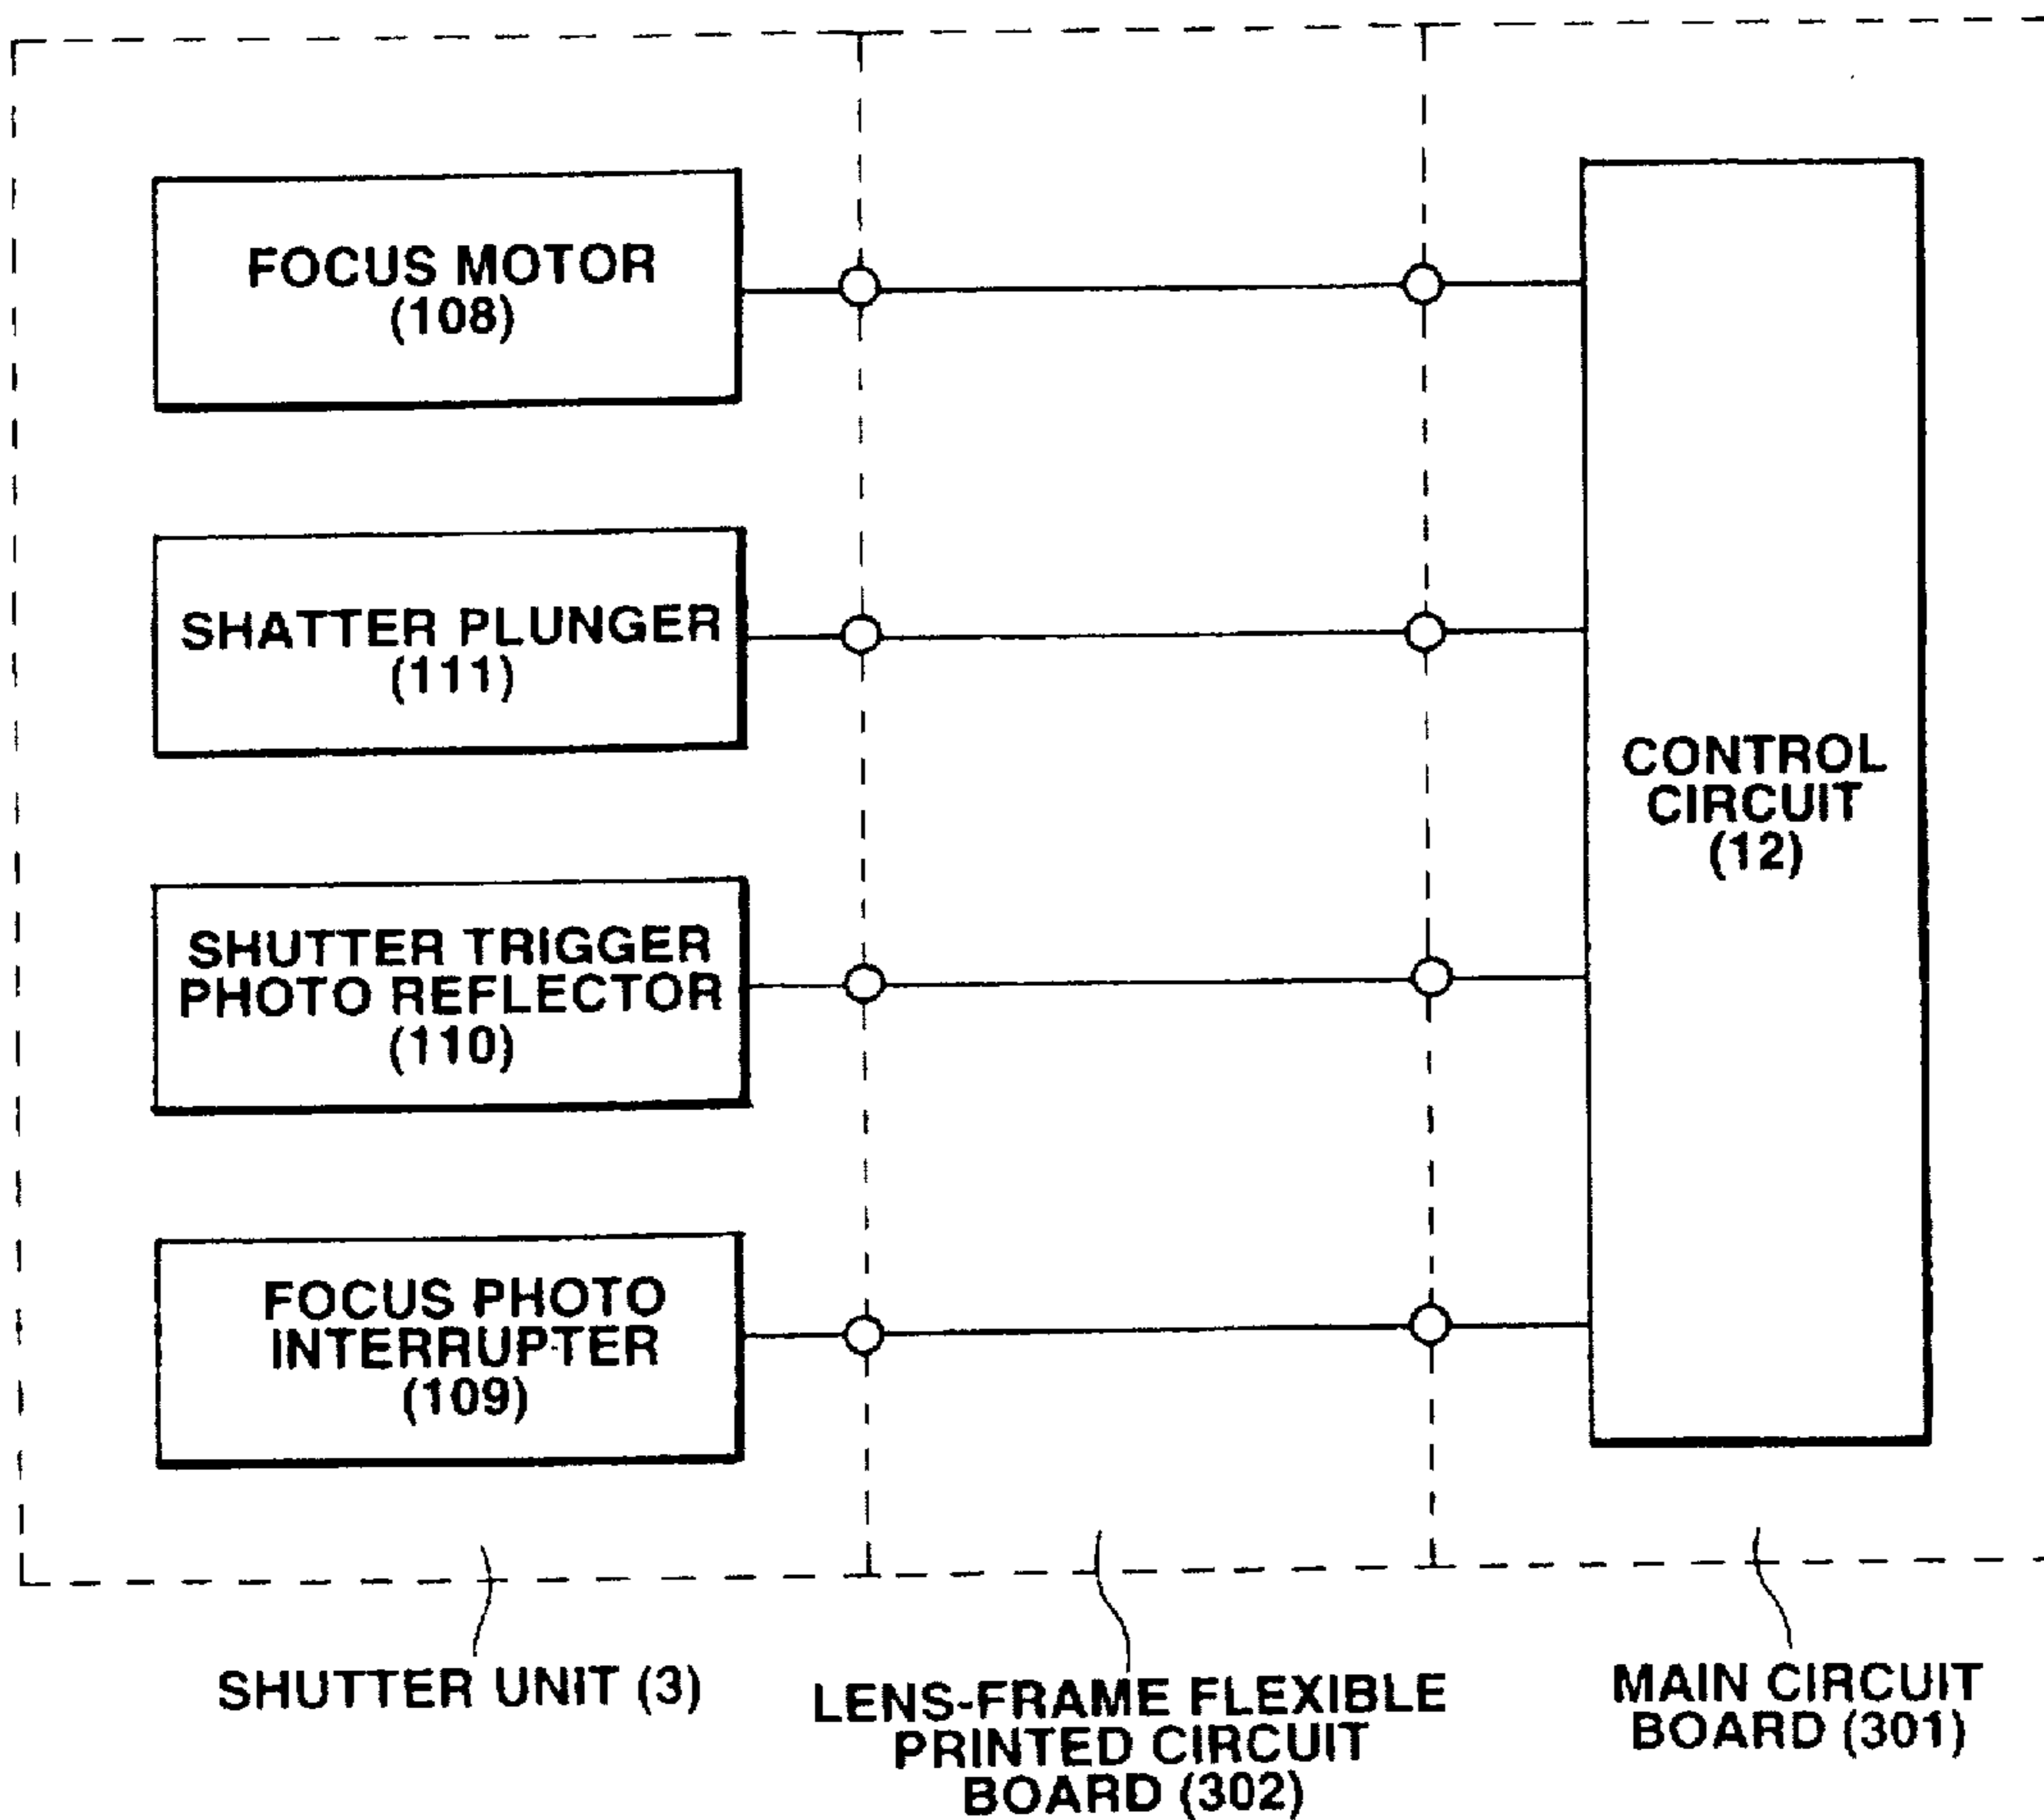 FOCUS MOTOR
(108)
SHATTER PLUNGER
(111)
SHUTTER TRIGGER
PHOTO REFLECTOR
(110)
FOCUS PHOTO
INTERRUPTER
(109)
CONTROL
CIRCUIT
(12)
SHUTTER UNIT (3)
LENS-FRAME FLEXIBLE
PRINTED CIRCUIT
BOARD (302)
MAIN CIRCUIT
BOARD (301)